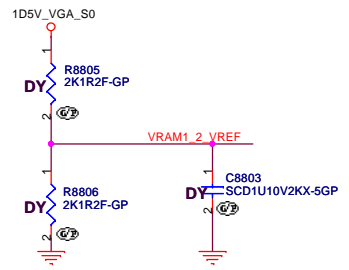 1D5V_VGA_S0
1
R8805
DY
2K1R2F-GP
2
G/P
VRAM1_2_VREF
1
R8806
DY
2K1R2F-GP
2
G/P
1
C8803
DY
SCD1U10V2KX-5GP
2
G/P